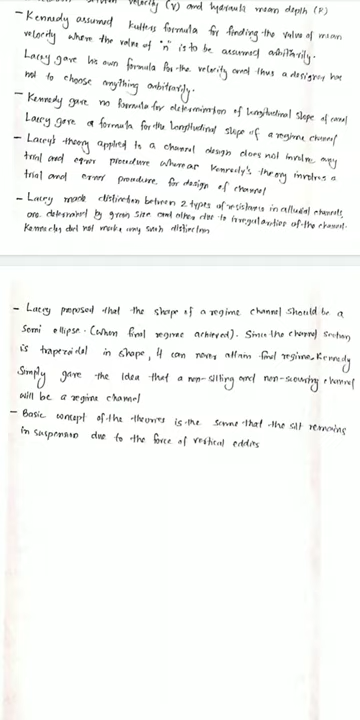 velocity (V) and hydraulic mean depth (R)
- Kennedy assumed kutters formula for finding the value of mean
velocity where the value of "n" is to be assumed arbitrarily.
Lacey gave his own formula for the velocity and thus a designer has
not to choose anything arbitrarily.
- Kennedy gave no formula for determination of longitudinal slope of canal
Lacey gave a formula for the longitudinal slope of a regime channel
- Lacey's theory applied to a channel design does not involve any
trial and error procedure whereas Kennedy's theory involves a
trial and error procedure, for design of channel
- Lacey made distinction between 2 types of resistance in alluvial channels,
one determined by grain size and other due to irregularities of the channel.
Kennedy did not make any such distinction
- Lacey proposed that the shape of a regime channel should be a
Semi ellipse. (when final regime achieved). Since the channel section
is trapezoidal in shape, it can never attain final regime. Kennedy
Simply gave the idea that a non-silting and non-scouring channel
will be a regime channel
- Basic concept of the theories is the same that the silt remains
in suspension due to the force of vertical eddies